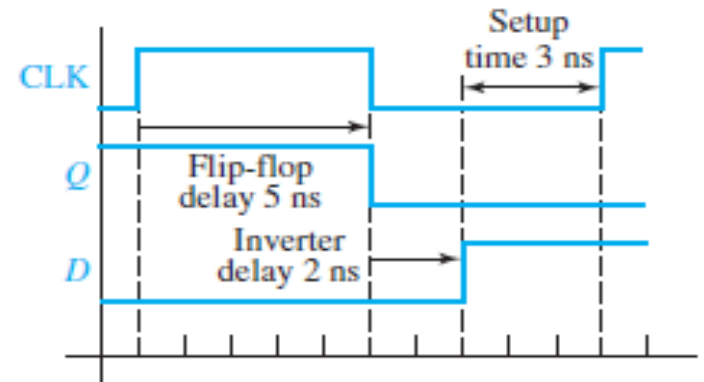 Setup
time 3 ns
CLK
Q
Flip-flop
delay 5 ns
Inverter
delay 2 ns
D